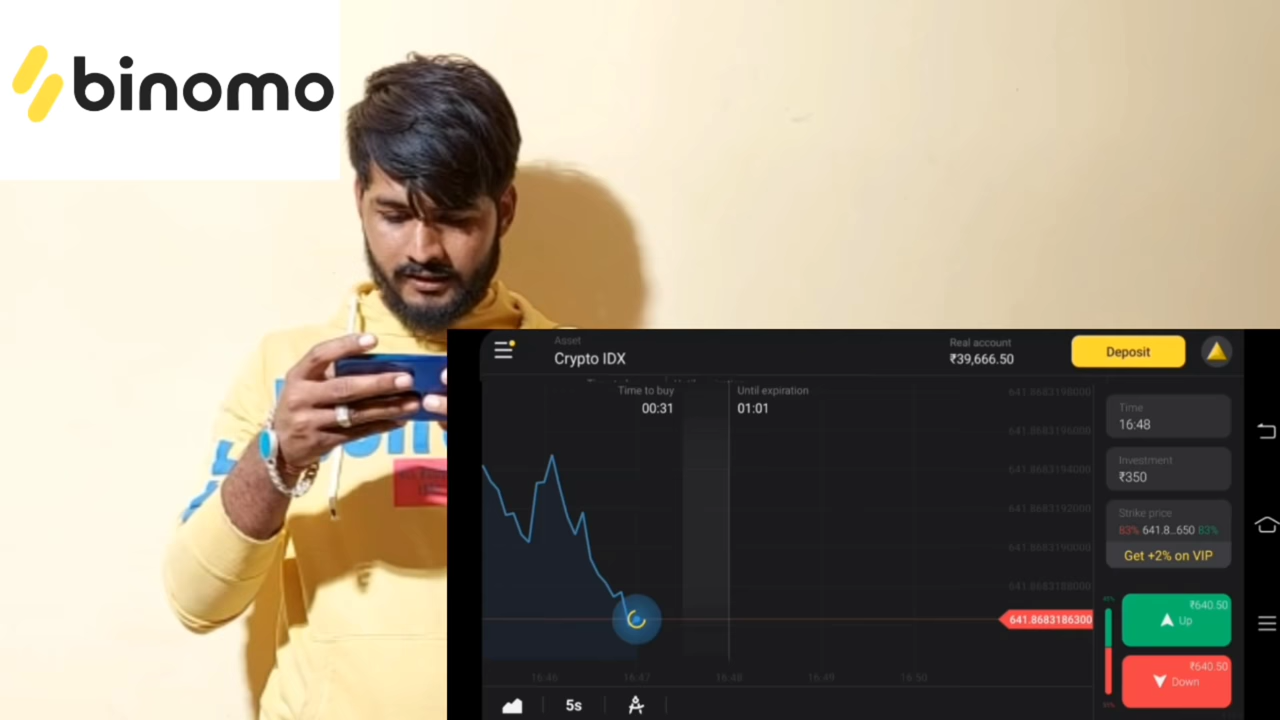 binomo
Asset
Crypto IDX
Real account
₹39,666.50
Deposit
Time to buy
00:31
Until expiration
01:01
641.8683198000
641.8683196000
641.8683194000
641.8683192000
641.8683190000
641.8683188000
641.8683186300
Time
16:48
Investment
₹350
Strike price
83% 641.8...650 83%
Get +2% on VIP
₹640.50
Up
₹640.50
Down
16:46
16:47
16:48
16:49
16:50
5s